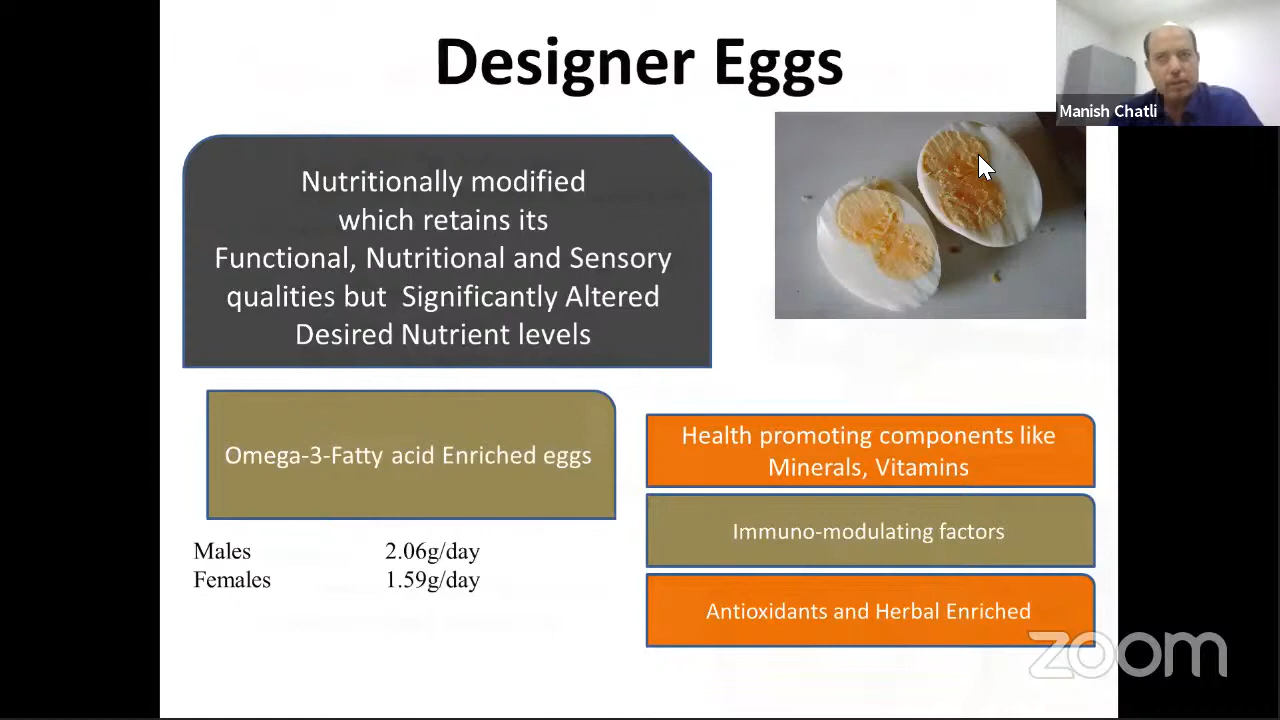 Designer Eggs
Manish Chatli
Nutritionally modified
which retains its
Functional, Nutritional and Sensory
qualities but Significantly Altered
Desired Nutrient levels
Omega-3-Fatty acid Enriched eggs
Males 2.06g/day
Females 1.59g/day
Health promoting components like
Minerals, Vitamins
Immuno-modulating factors
Antioxidants and Herbal Enriched
zoom